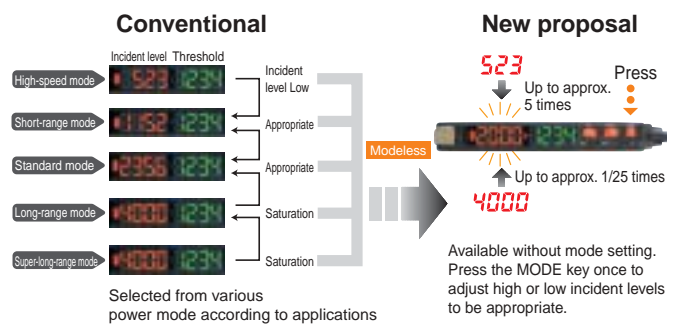 Conventional
New proposal
Incident level Threshold
High-speed mode
523 1234
Incident
level Low
Short-range mode
1152 1234
Appropriate
Standard mode
2356 1234
Appropriate
Long-range mode
4000 1234
Saturation
Super-long-range mode
4000 1234
Saturation
Selected from various
power mode according to applications
Modeless
523
Up to approx.
5 times
Press
2000 1234
Up to approx. 1/25 times
4000
Available without mode setting.
Press the MODE key once to
adjust high or low incident levels
to be appropriate.